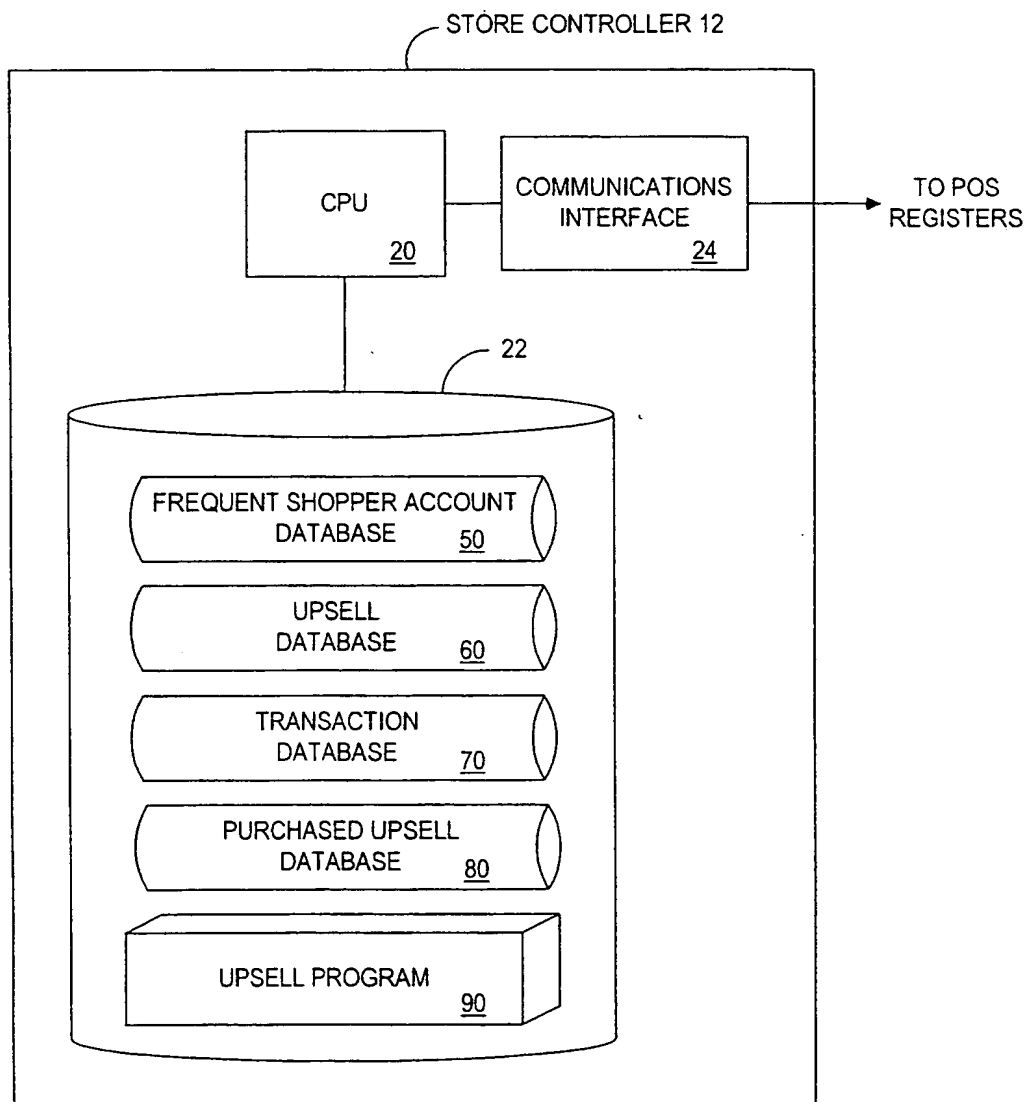 STORE CONTROLLER 12
CPU
20
COMMUNICATIONS
INTERFACE
24
TO POS
REGISTERS
22
FREQUENT SHOPPER ACCOUNT
DATABASE 50
UPSELL
DATABASE 60
TRANSACTION
DATABASE 70
PURCHASED UPSELL
DATABASE 80
UPSELL PROGRAM
90